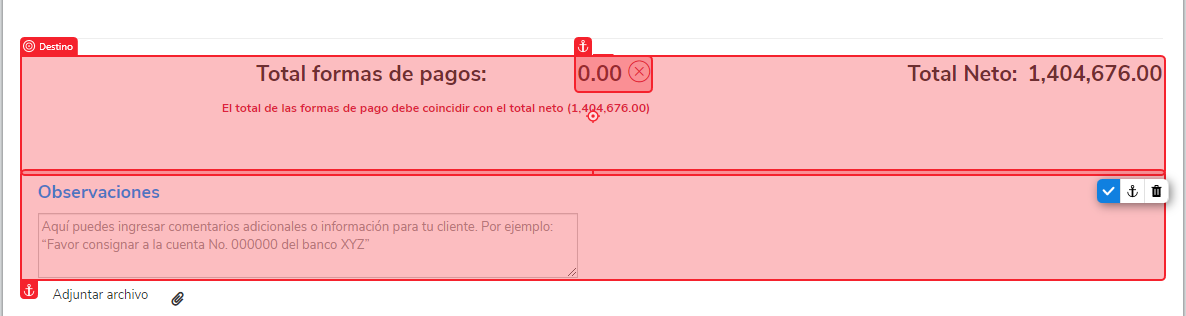 Destino
Total formas de pagos: 0.00 Total Neto: 1,404,676.00
El total de las formas de pago debe coincidir con el total neto (1,404,676.00)
Observaciones
Aquí puedes ingresar comentarios adicionales o información para tu cliente. Por ejemplo:
“Favor consignar a la cuenta No. 000000 del banco XYZ”
Adjuntar archivo